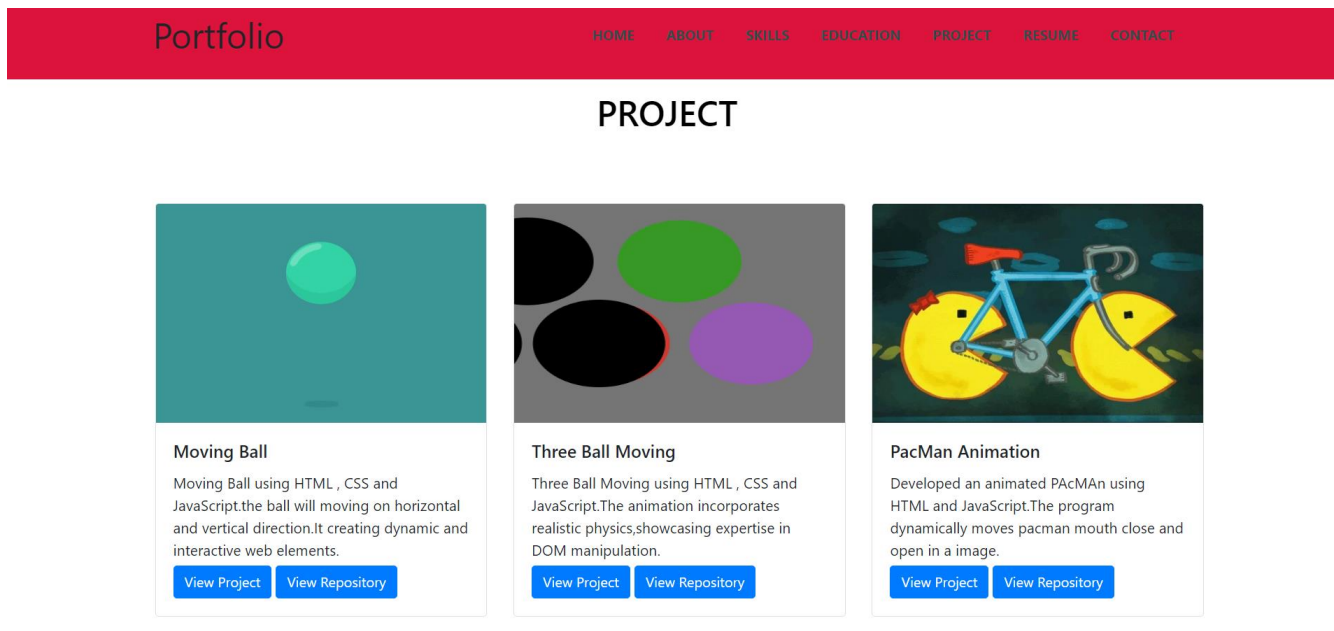 Portfolio
HOME ABOUT SKILLS EDUCATION PROJECT RESUME CONTACT
PROJECT
Moving Ball
Moving Ball using HTML , CSS and
JavaScript.the ball will moving on horizontal
and vertical direction.It creating dynamic and
interactive web elements.
View Project View Repository
Three Ball Moving
Three Ball Moving using HTML , CSS and
JavaScript.The animation incorporates
realistic physics,showcasing expertise in
DOM manipulation.
View Project View Repository
PacMan Animation
Developed an animated PAcMAn using
HTML and JavaScript.The program
dynamically moves pacman mouth close and
open in a image.
View Project View Repository